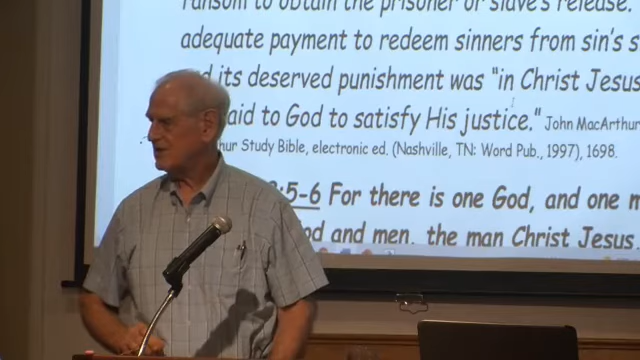 ransom to obtain the prisoner or slave's release.
adequate payment to redeem sinners from sin's
its deserved punishment was "in Christ Jesus
to God to satisfy His justice." John MacArthur
Study Bible, electronic ed. (Nashville, TN: Word Pub., 1997), 1698.
:5-6 For there is one God, and one
and men, the man Christ Jesus